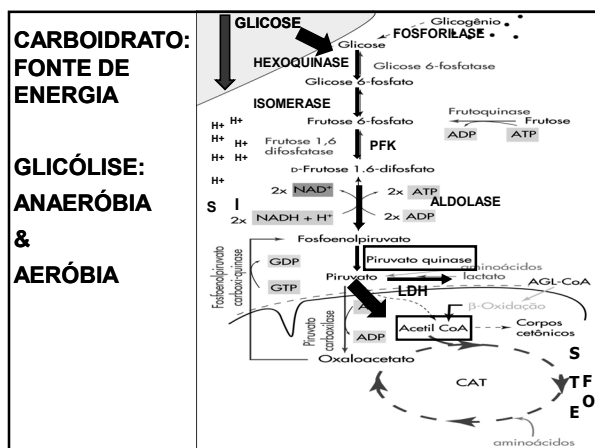 CARBOIDRATO:
FONTE DE
ENERGIA
GLICÓLISE:
ANAERÓBIA
&
AERÓBIA
GLICOSE
Glicogênio
FOSFORILASE
Glicose
HEXOQUINASE
Glicose 6-fosfatase
Glicose 6-fosfato
ISOMERASE
Frutose 6-fosfato
Frutoquinase
Frutose
ADP
ATP
H+
H+
H+
H+
H+
H+
H+
H+
Frutose 1,6
difosfatase
PFK
D-Frutose 1.6-difosfato
2x NAD+
2x ATP
ALDOLASE
S I
2x NADH + H+
2x ADP
Fosfoenolpiruvato
Fosfoenolpiruvato
carboxi-quinase
GDP
GTP
Piruvato quinase
Piruvato
aminoácidos
lactato
LDH
AGL-CoA
β-Oxidação
Piruvato
carboxilase
ADP
Acetil CoA
Corpos
cetônicos
Oxaloacetato
CAT
S
T F
E O
aminoácidos